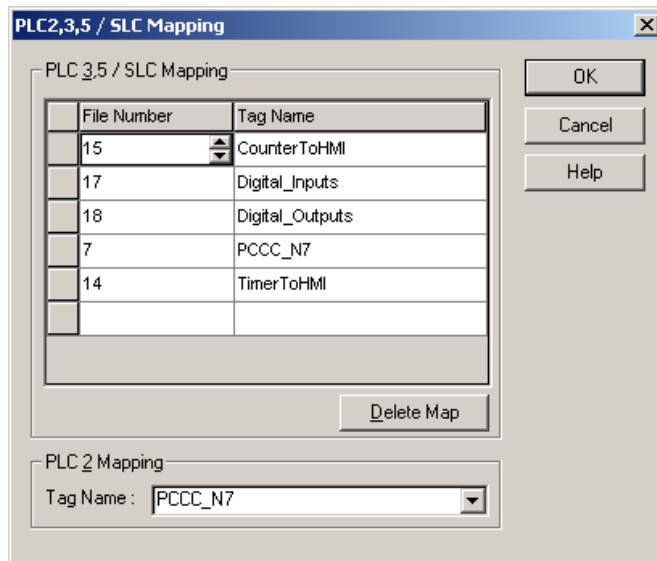 PLC2,3,5 / SLC Mapping
PLC 3,5 / SLC Mapping
File Number Tag Name
15 CounterToHMI
17 Digital_Inputs
18 Digital_Outputs
7 PCCC_N7
14 TimerToHMI
Delete Map
PLC 2 Mapping
Tag Name : PCCC_N7
OK
Cancel
Help